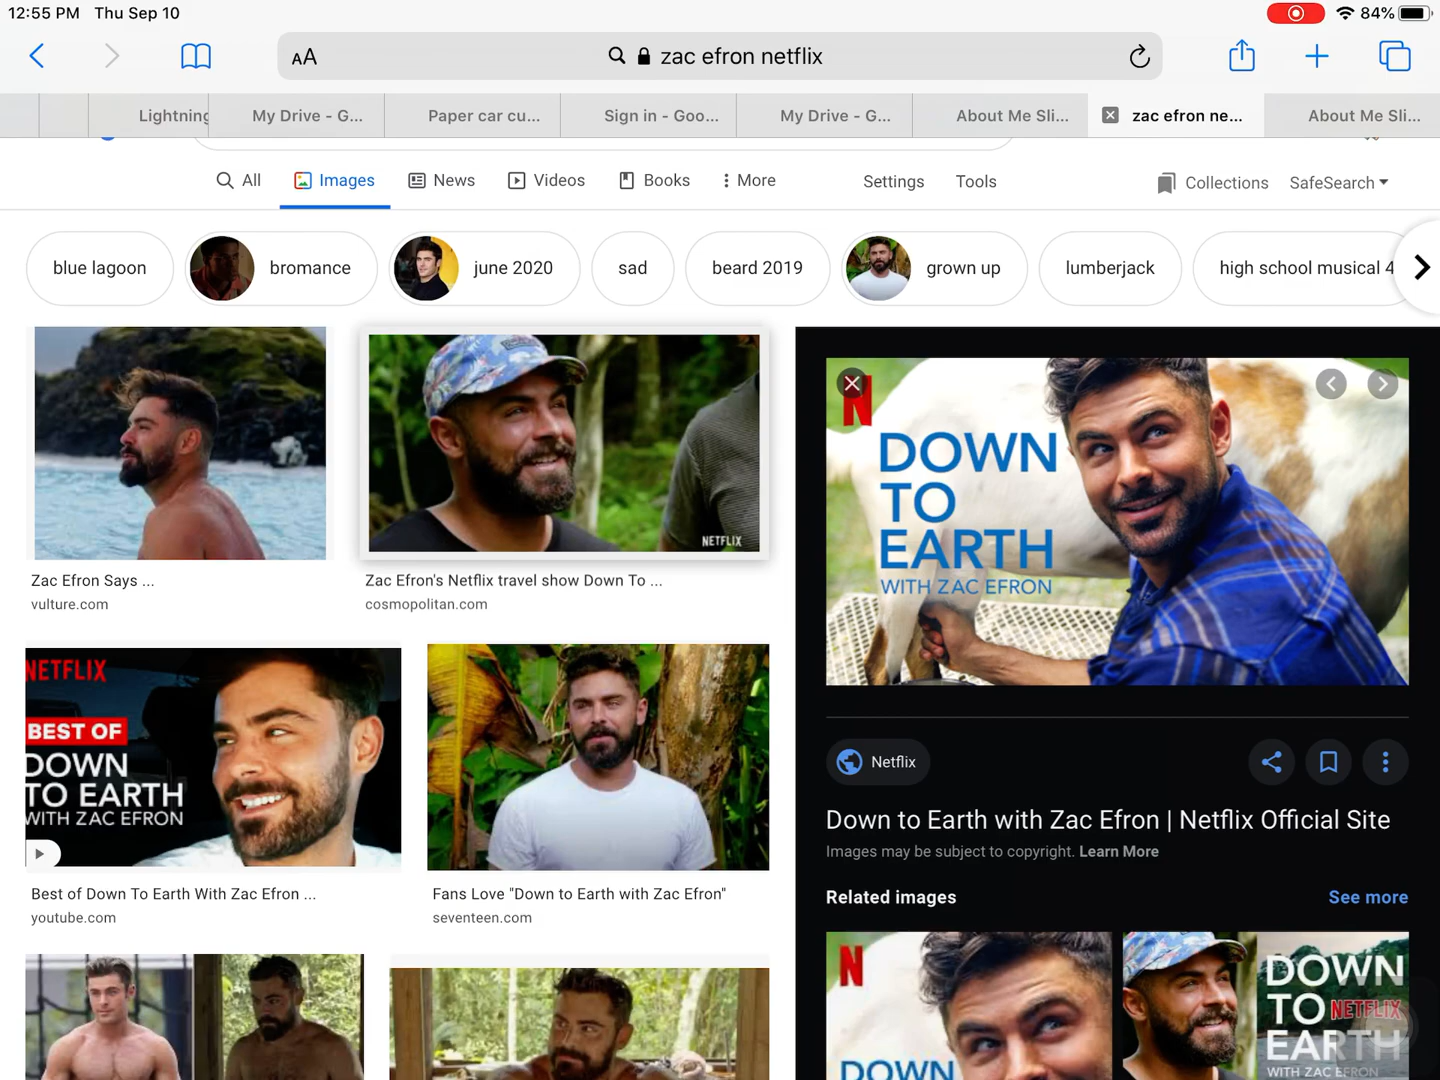 12:55 PM Thu Sep 10
84%
AA
zac efron netflix
Lightning
My Drive - G...
Paper car cu...
Sign in - Goo...
My Drive - G...
About Me Sli...
zac efron ne...
About Me Sli...
All
Images
News
Videos
Books
More
Settings
Tools
Collections
SafeSearch
blue lagoon
bromance
june 2020
sad
beard 2019
grown up
lumberjack
high school musical 4
NETFLIX
Zac Efron Says ...
vulture.com
Zac Efron's Netflix travel show Down To ...
cosmopolitan.com
NETFLIX
BEST OF
DOWN
TO EARTH
WITH ZAC EFRON
Best of Down To Earth With Zac Efron ...
youtube.com
Fans Love "Down to Earth with Zac Efron"
seventeen.com
N
DOWN
TO
EARTH
WITH ZAC EFRON
Netflix
Down to Earth with Zac Efron | Netflix Official Site
Images may be subject to copyright. Learn More
Related images
See more
N
DOWN
DOWN
TO NETFLIX
EARTH
WITH ZAC EFRON